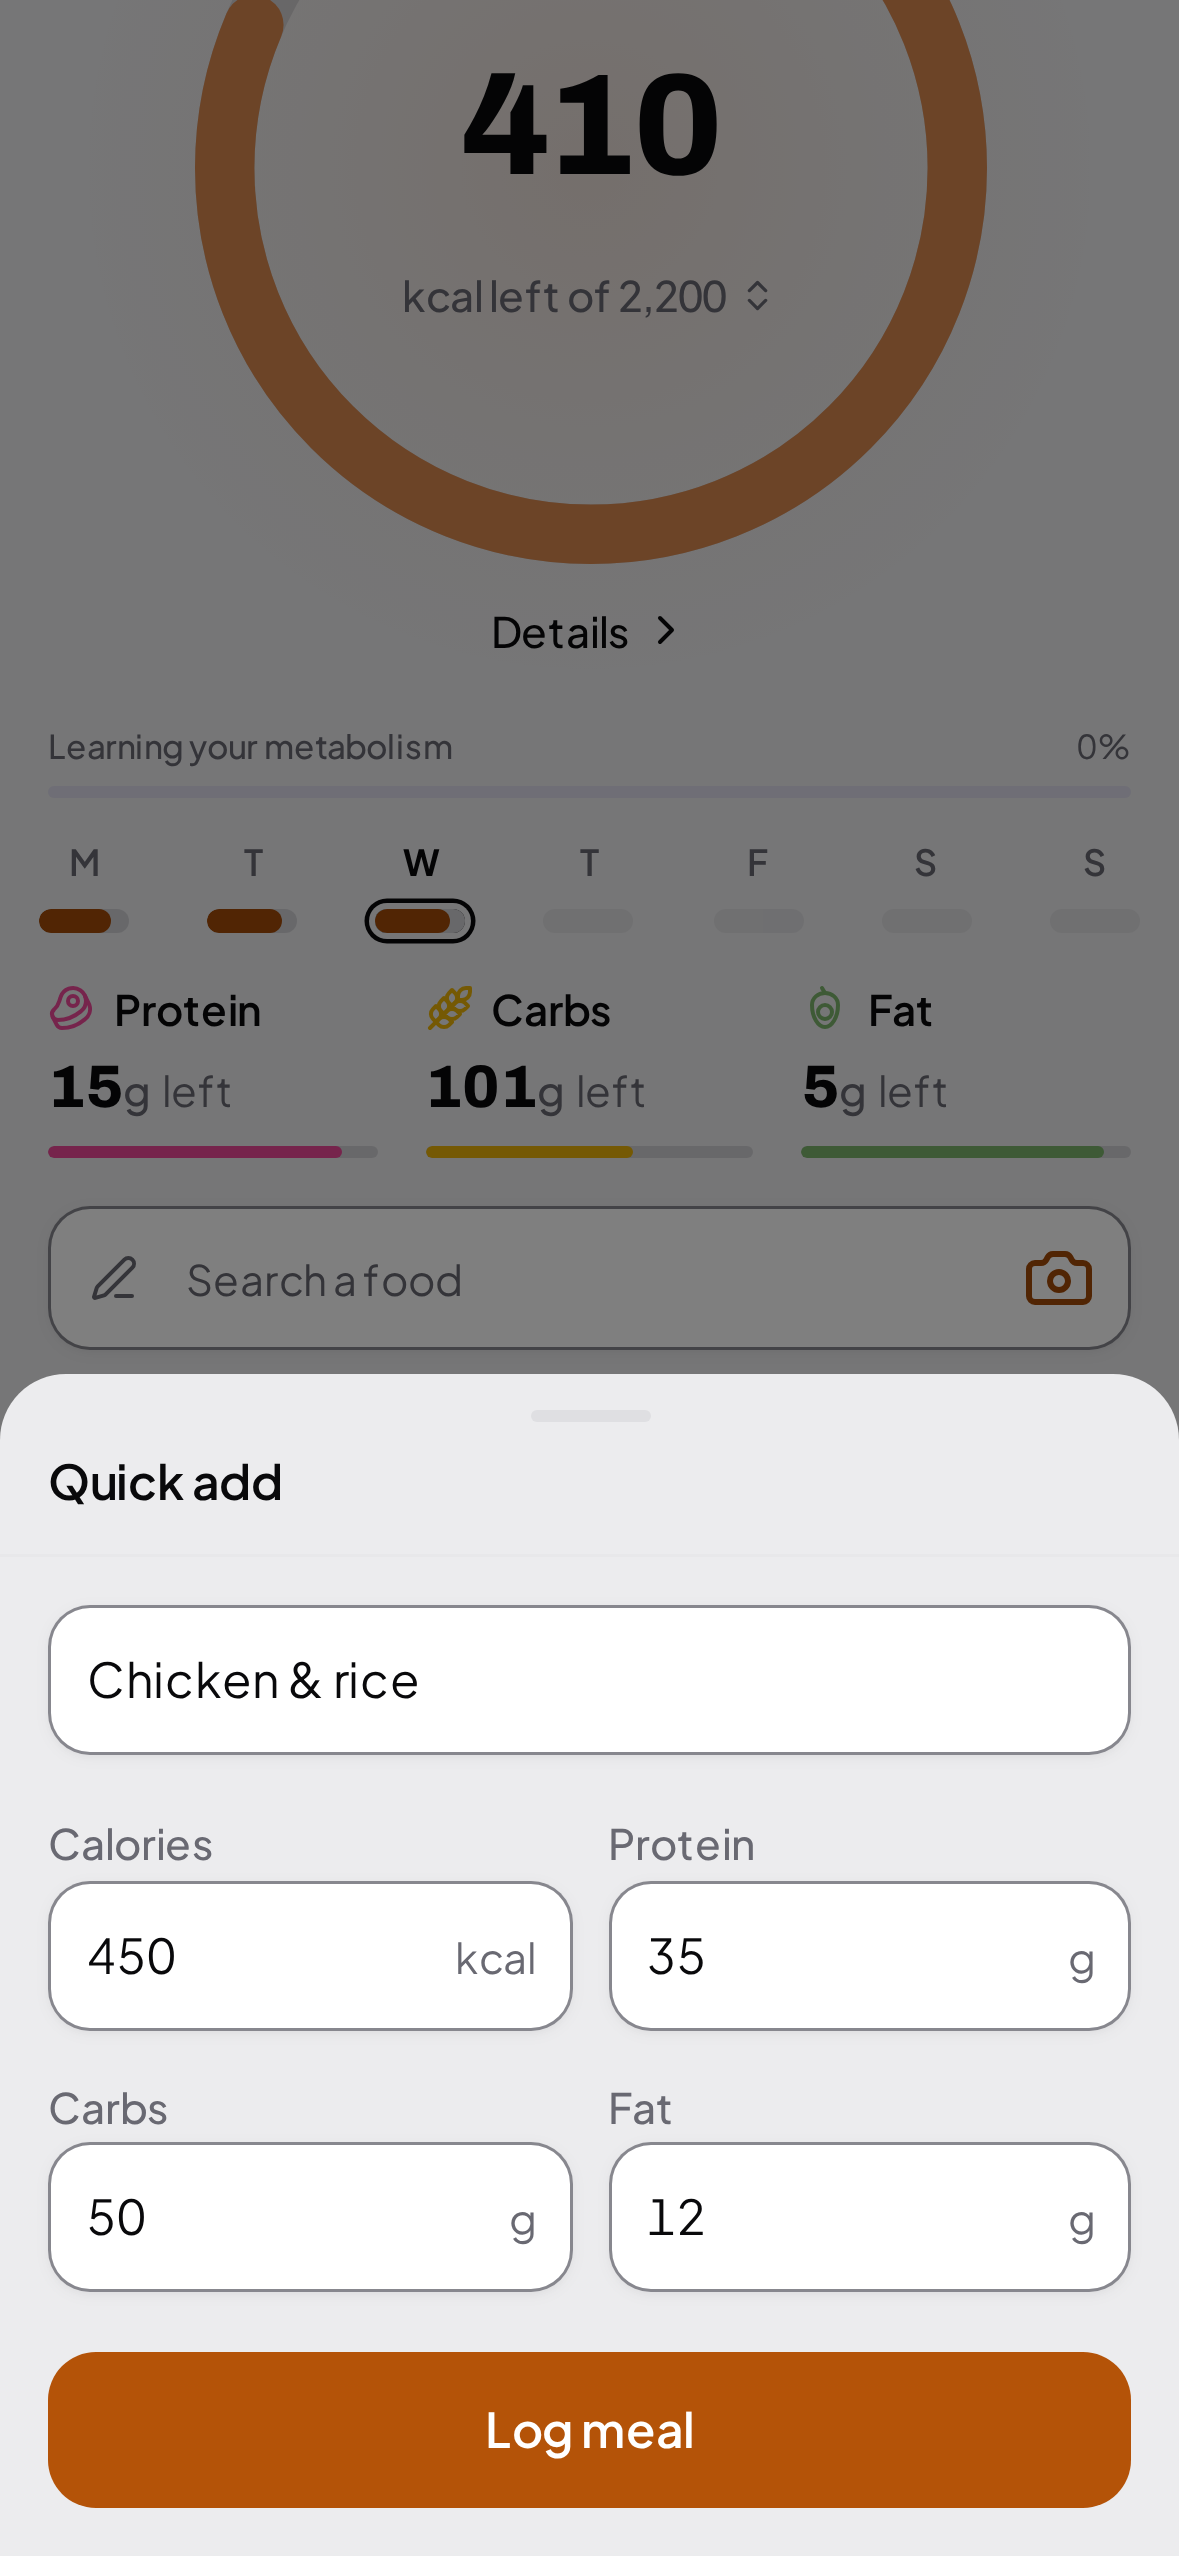 410
kcal left of 2,200
Details
Learning your metabolism 0%
M T W T F S S
Protein Carbs Fat
15g left 101g left 5g left
Search a food
Quick add
Chicken & rice
Calories Protein
450 kcal 35 g
Carbs Fat
50 g 12 g
Log meal